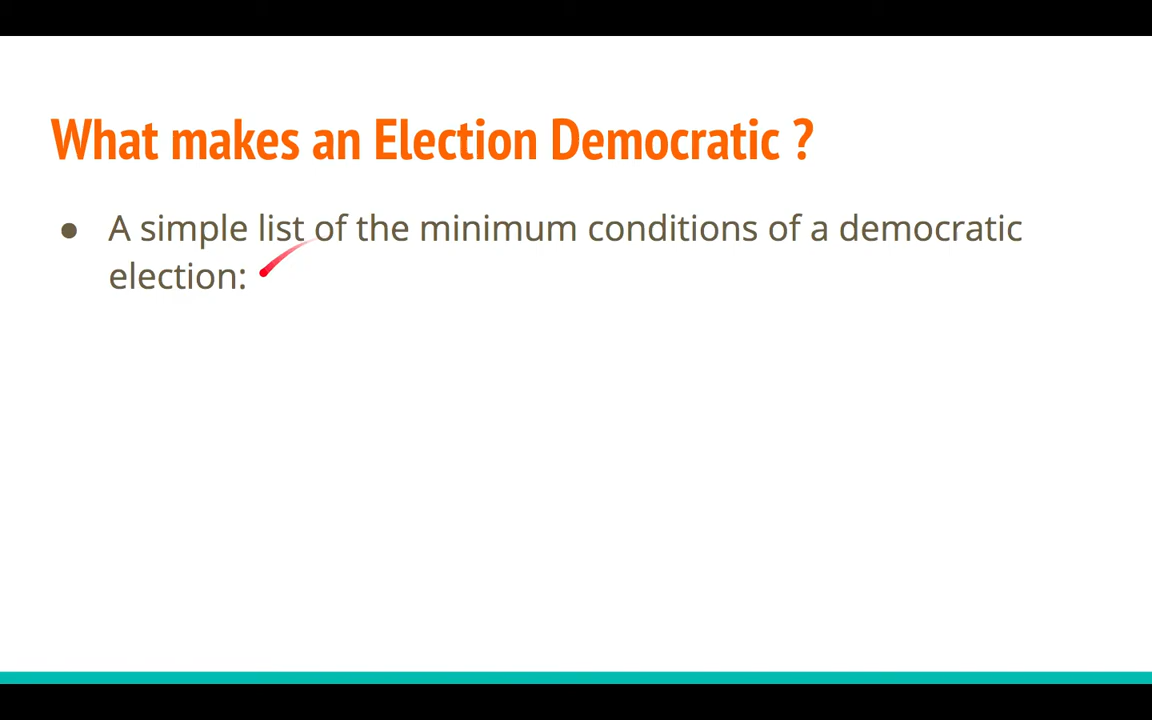 What makes an Election Democratic ?
● A simple list of the minimum conditions of a democratic
election: